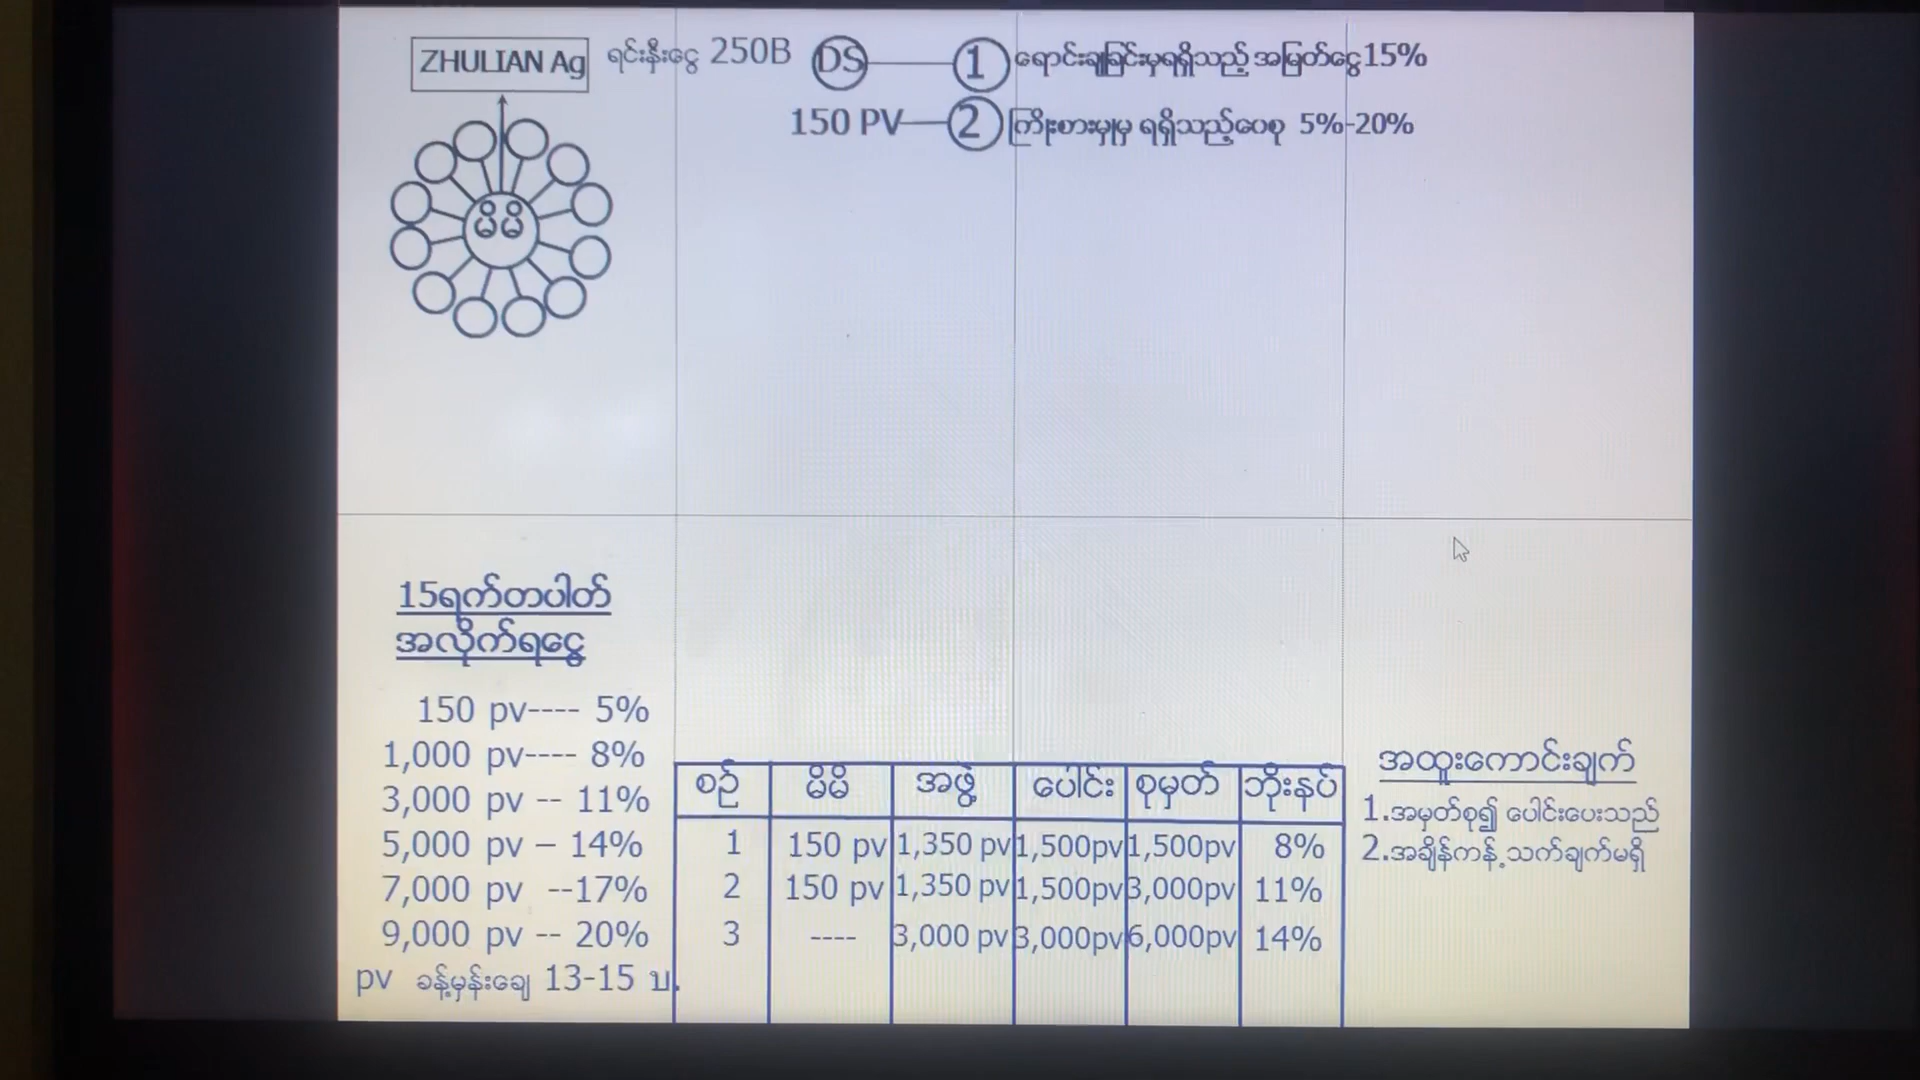 ZHULIAN Ag ရင်းနှီးငွေ 250B DS 1 ရောင်းချခြင်းမှရရှိသည့် အမြတ်ငွေ15%
150 PV 2 ကြိုးစားမှုမှ ရရှိသည့်ဝေစု 5%-20%
မိမိ
15ရက်တပါတ်
အလိုက်ရငွေ
150 pv---- 5%
1,000 pv---- 8%
3,000 pv -- 11%
5,000 pv – 14%
7,000 pv --17%
9,000 pv -- 20%
pv ခန့်မှန်းချေ 13-15 บ.
စဉ် မိမိ အဖွဲ့ ပေါင်း စုမှတ် ဘိုးနပ်
1 150 pv 1,350 pv 1,500pv 1,500pv 8%
2 150 pv 1,350 pv 1,500pv 3,000pv 11%
3 ---- 3,000 pv 3,000pv 6,000pv 14%
အထူးကောင်းချက်
1.အမှတ်စု၍ ပေါင်းပေးသည်
2.အချိန်ကန့်သက်ချက်မရှိ